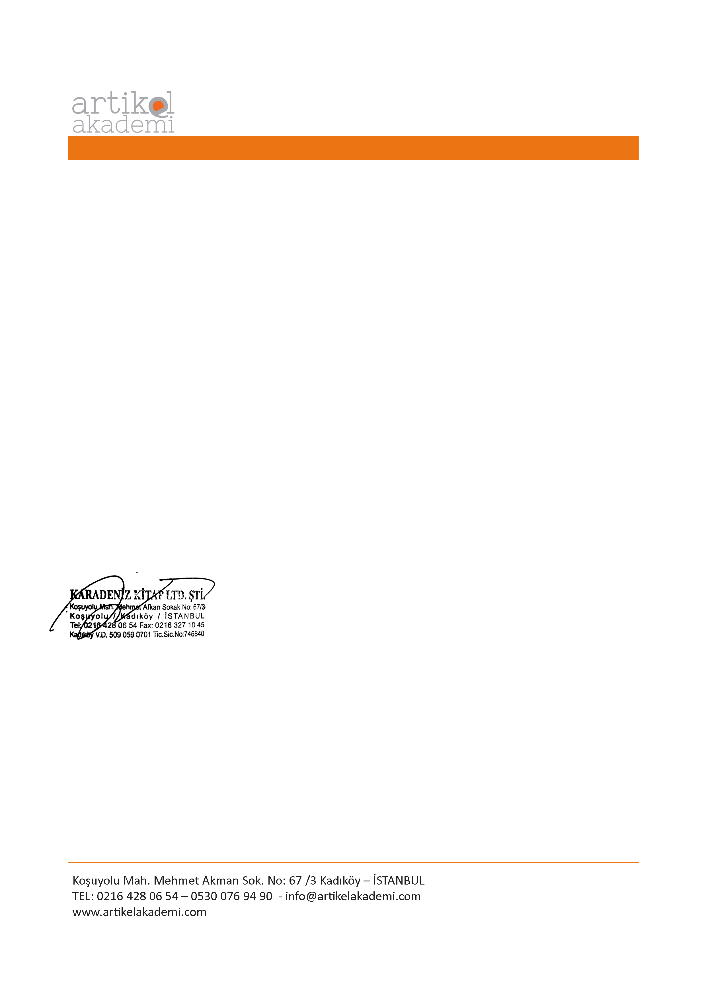 artikel
akademi
KARADENİZ KİTAP LTD. ŞTİ.
Koşuyolu Mah. Mehmet Afkan Sokak No: 67/3
Koşuyolu / Kadıköy / İSTANBUL
Tel: 0216 428 06 54 Fax: 0216 327 18 45
Kadıköy V.D. 509 059 0701 Tic.Sic.No:746840
Koşuyolu Mah. Mehmet Akman Sok. No: 67 /3 Kadıköy – İSTANBUL
TEL: 0216 428 06 54 – 0530 076 94 90 - info@artikelakademi.com
www.artikelakademi.com